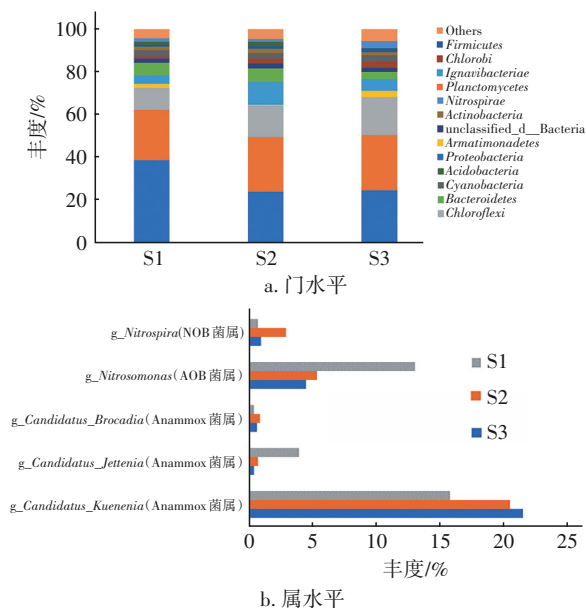 100
80
60
40
20
0
丰度/%
S1
S2
S3
Others
Firmicutes
Chlorobi
Ignavibacteriae
Planctomycetes
Nitrospirae
Actinobacteria
unclassified_d__Bacteria
Armatimonadetes
Proteobacteria
Acidobacteria
Cyanobacteria
Bacteroidetes
Chloroflexi
a. 门水平
g_Nitrospira(NOB菌属)
g_Nitrosomonas(AOB菌属)
g_Candidatus_Brocadia(Anammox菌属)
g_Candidatus_Jettenia(Anammox菌属)
g_Candidatus_Kuenenia(Anammox菌属)
S1
S2
S3
0
5
10
15
20
25
丰度/%
b. 属水平